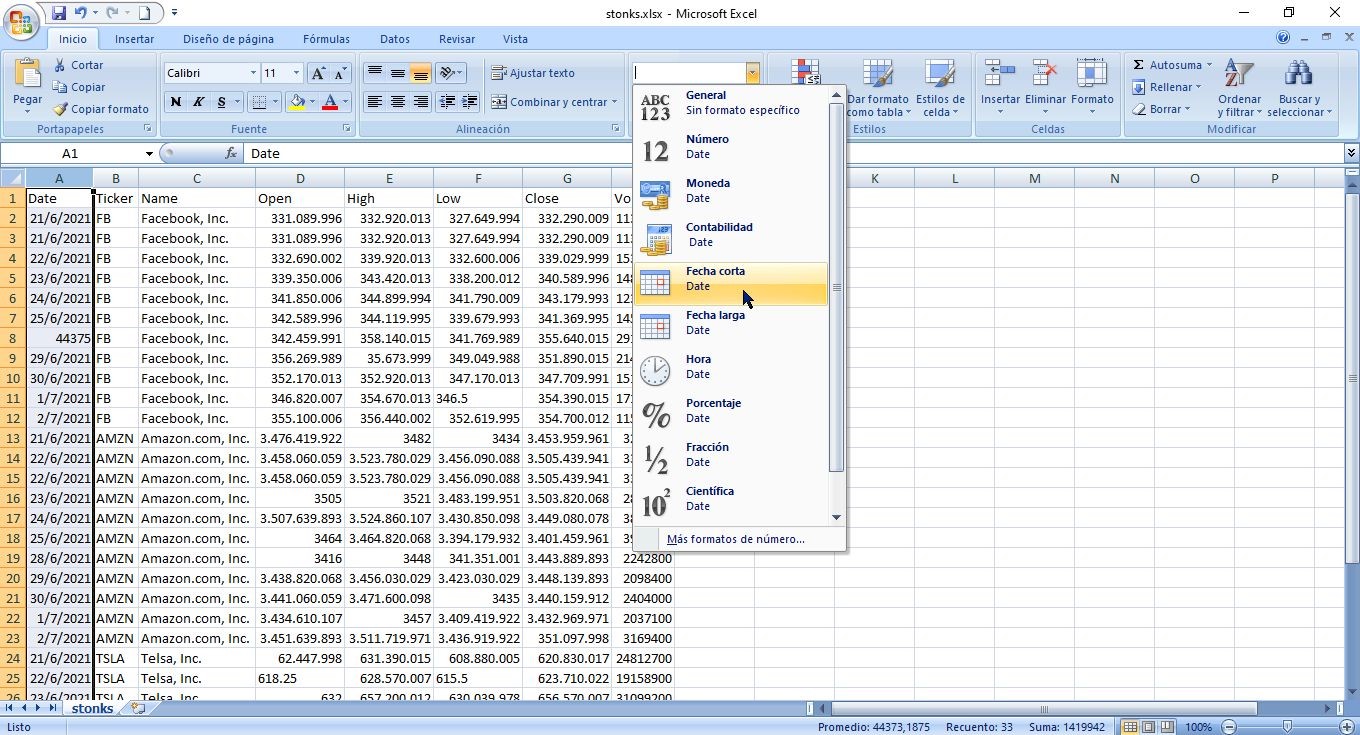 stonks.xlsx - Microsoft Excel
Inicio Insertar Diseño de página Fórmulas Datos Revisar Vista
Pegar
Cortar
Copiar
Copiar formato
Portapapeles
Calibri 11
N K S
Fuente
Ajustar texto
Combinar y centrar
Alineación
Dar formato como tabla
Estilos de celda
Estilos
Insertar Eliminar Formato
Celdas
Autosuma
Rellenar
Borrar
Ordenar y filtrar
Buscar y seleccionar
Modificar
A1 fx Date
A B C D E F G K L M N O P
1 Date Ticker Name Open High Low Close Vo
2 21/6/2021 FB Facebook, Inc. 331.089.996 332.920.013 327.649.994 332.290.009
3 21/6/2021 FB Facebook, Inc. 331.089.996 332.920.013 327.649.994 332.290.009
4 22/6/2021 FB Facebook, Inc. 332.690.002 339.920.013 332.600.006 339.029.999 15
5 23/6/2021 FB Facebook, Inc. 339.350.006 343.420.013 338.200.012 340.589.996 14
6 24/6/2021 FB Facebook, Inc. 341.850.006 344.899.994 341.790.009 343.179.993 12
7 25/6/2021 FB Facebook, Inc. 342.589.996 344.119.995 339.679.993 341.369.995 14
8 44375 FB Facebook, Inc. 342.459.991 358.140.015 341.769.989 355.640.015 29
9 29/6/2021 FB Facebook, Inc. 356.269.989 35.673.999 349.049.988 351.890.015 21
10 30/6/2021 FB Facebook, Inc. 352.170.013 352.920.013 347.170.013 347.709.991 15
11 1/7/2021 FB Facebook, Inc. 346.820.007 354.670.013 346.5 354.390.015 17
12 2/7/2021 FB Facebook, Inc. 355.100.006 356.440.002 352.619.995 354.700.012 11
13 21/6/2021 AMZN Amazon.com, Inc. 3.476.419.922 3482 3434 3.453.959.961 3
14 22/6/2021 AMZN Amazon.com, Inc. 3.458.060.059 3.523.780.029 3.456.090.088 3.505.439.941 3
15 22/6/2021 AMZN Amazon.com, Inc. 3.458.060.059 3.523.780.029 3.456.090.088 3.505.439.941 3
16 23/6/2021 AMZN Amazon.com, Inc. 3505 3521 3.483.199.951 3.503.820.068 2
17 24/6/2021 AMZN Amazon.com, Inc. 3.507.639.893 3.524.860.107 3.430.850.098 3.449.080.078 3
18 25/6/2021 AMZN Amazon.com, Inc. 3464 3.464.820.068 3.394.179.932 3.401.459.961 3
19 28/6/2021 AMZN Amazon.com, Inc. 3416 3448 341.351.001 3.443.889.893 2242800
20 29/6/2021 AMZN Amazon.com, Inc. 3.438.820.068 3.456.030.029 3.423.030.029 3.448.139.893 2098400
21 30/6/2021 AMZN Amazon.com, Inc. 3.441.060.059 3.471.600.098 3435 3.440.159.912 2404000
22 1/7/2021 AMZN Amazon.com, Inc. 3.434.610.107 3457 3.409.419.922 3.432.969.971 2037100
23 2/7/2021 AMZN Amazon.com, Inc. 3.451.639.893 3.511.719.971 3.436.919.922 351.097.998 3169400
24 21/6/2021 TSLA Telsa, Inc. 62.447.998 631.390.015 608.880.005 620.830.017 24812700
25 22/6/2021 TSLA Telsa, Inc. 618.25 628.570.007 615.5 623.710.022 19158900
26 23/6/2021 TSLA Telsa, Inc. 632 657.200.012 630.039.978 656.570.007 31099200
ABC
123
General
Sin formato específico
12
Número
Date
Moneda
Date
Contabilidad
Date
Fecha corta
Date
Fecha larga
Date
Hora
Date
%
Porcentaje
Date
½
Fracción
Date
10²
Científica
Date
Más formatos de número...
stonks
Listo Promedio: 44373,1875 Recuento: 33 Suma: 1419942 100%